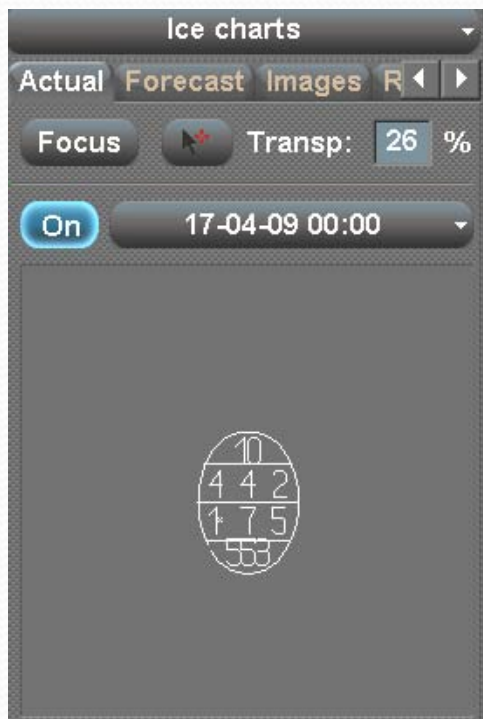 Ice charts
Actual Forecast Images R
Focus Transp: 26 %
On 17-04-09 00:00
10
4 4 2
1• 7 5
553